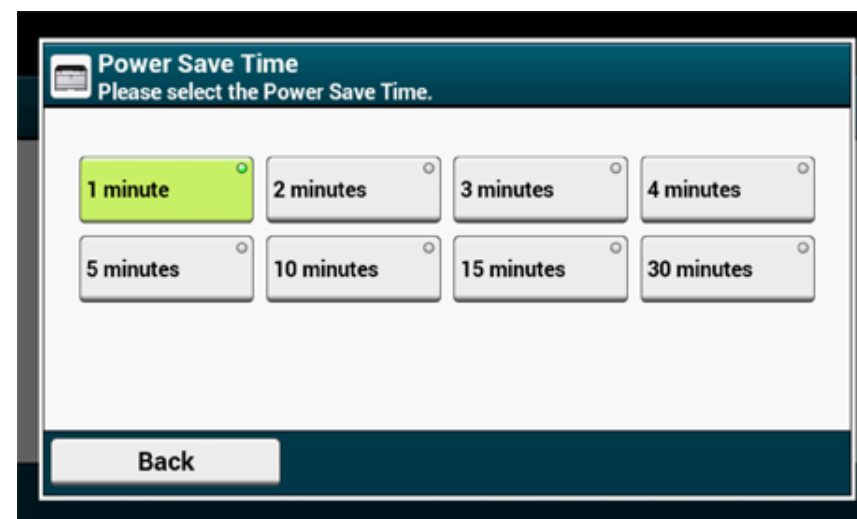 Power Save Time
Please select the Power Save Time.
1 minute
2 minutes
3 minutes
4 minutes
5 minutes
10 minutes
15 minutes
30 minutes
Back